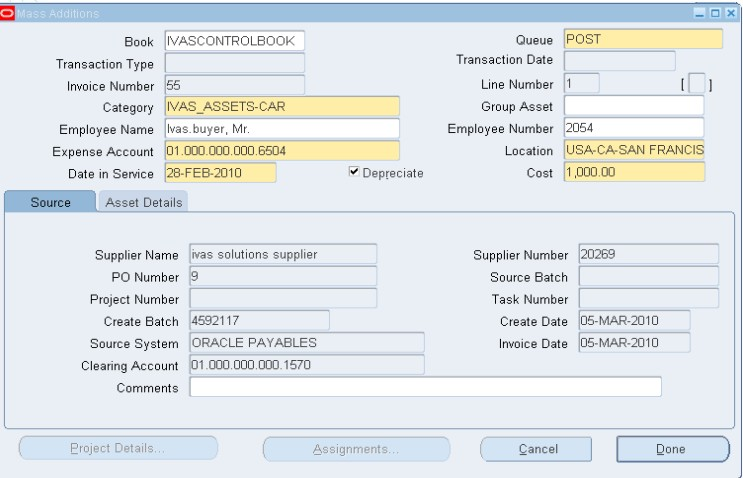 Mass Additions
Book IVASCONTROLBOOK Queue POST
Transaction Type Transaction Date
Invoice Number 55 Line Number 1 [ ]
Category IVAS_ASSETS-CAR Group Asset
Employee Name Ivas.buyer, Mr. Employee Number 2054
Expense Account 01.000.000.000.6504 Location USA-CA-SAN FRANCIS
Date in Service 28-FEB-2010 Depreciate Cost 1,000.00
Source Asset Details
Supplier Name ivas solutions supplier Supplier Number 20269
PO Number 9 Source Batch
Project Number Task Number
Create Batch 4592117 Create Date 05-MAR-2010
Source System ORACLE PAYABLES Invoice Date 05-MAR-2010
Clearing Account 01.000.000.000.1570
Comments
Project Details... Assignments... Cancel Done